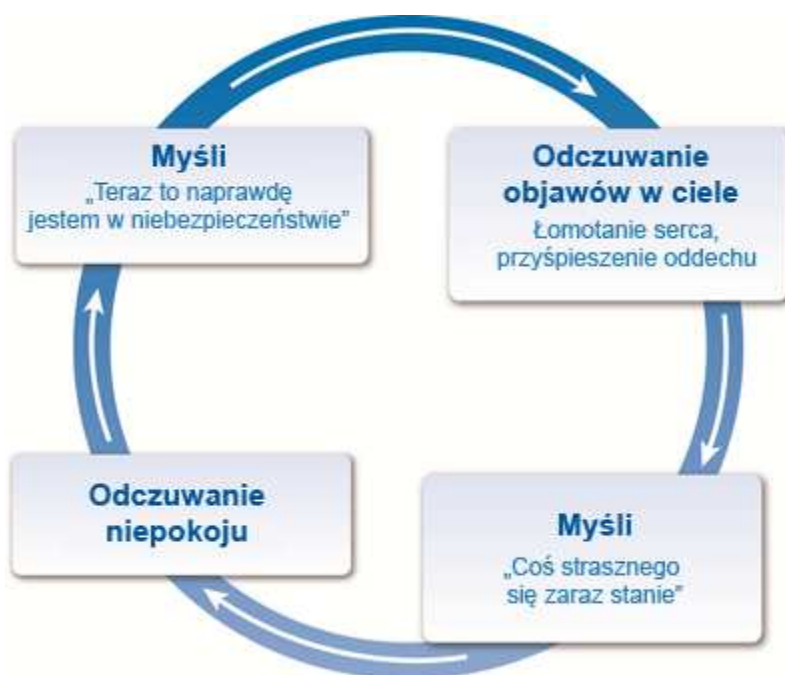 Myśli
„Teraz to naprawdę
jestem w niebezpieczeństwie”
Odczuwanie
objawów w ciele
Łomotanie serca,
przyśpieszenie oddechu
Myśli
„Coś strasznego
się zaraz stanie”
Odczuwanie
niepokoju